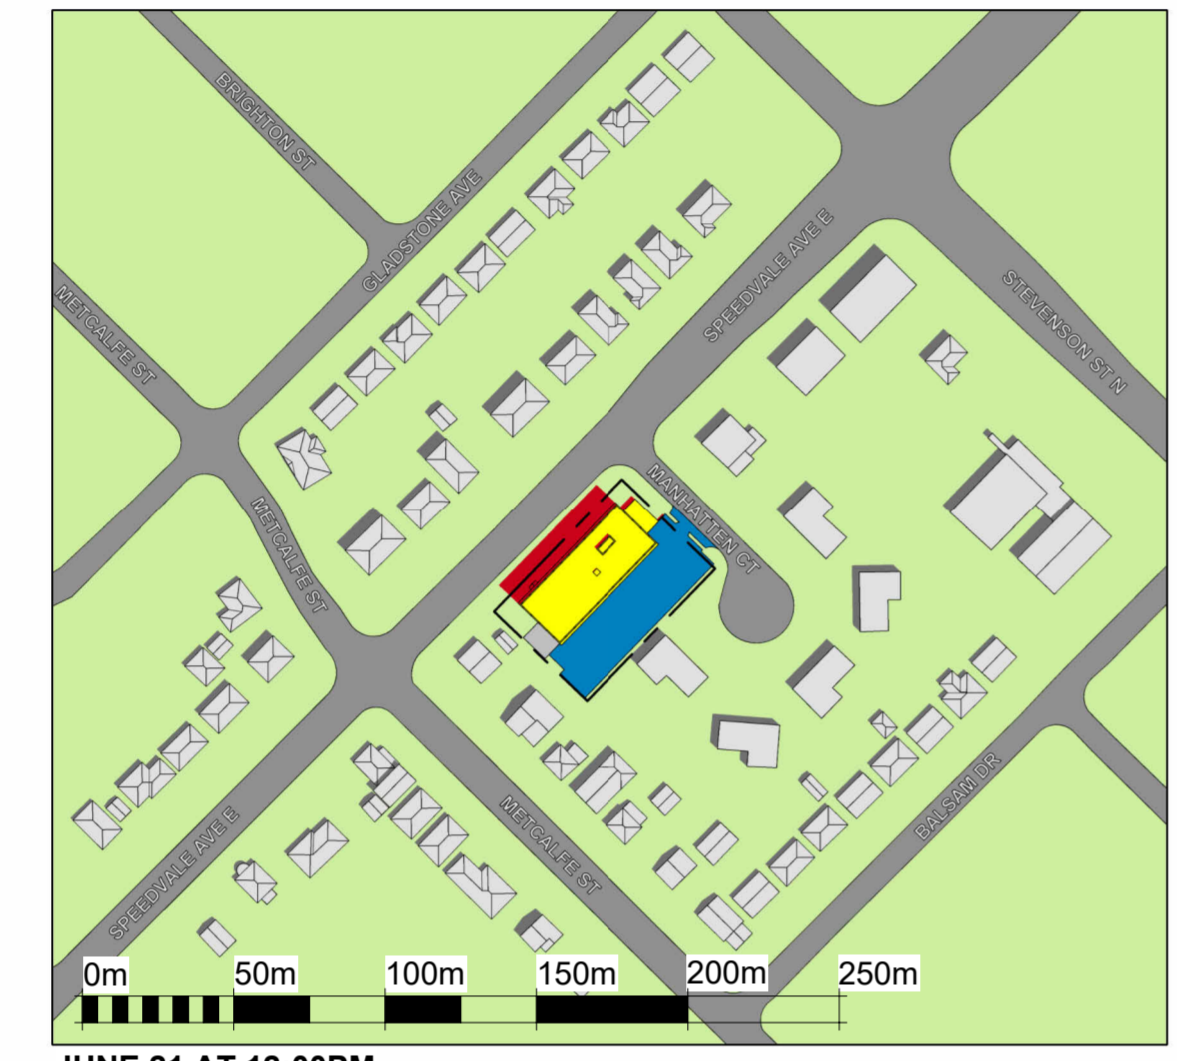 BRIGHTON ST
GLADSTONE AVE
METCALFE ST
SPEEDVALE AVE E
STEVENSON ST N
MANHATTEN CT
METCALFE ST
SPEEDVALE AVE E
METCALFE ST
BALSAM DR
0m 50m 100m 150m 200m 250m